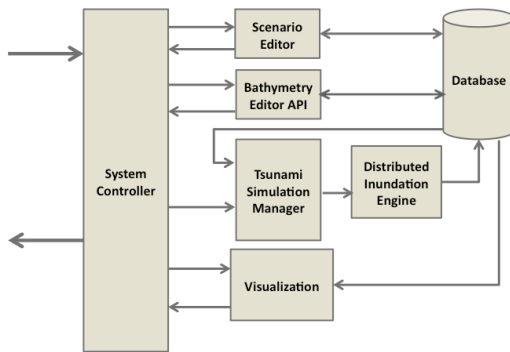 Scenario
Editor
Bathymetry
Editor API
Database
System
Controller
Tsunami
Simulation
Manager
Distributed
Inundation
Engine
Visualization